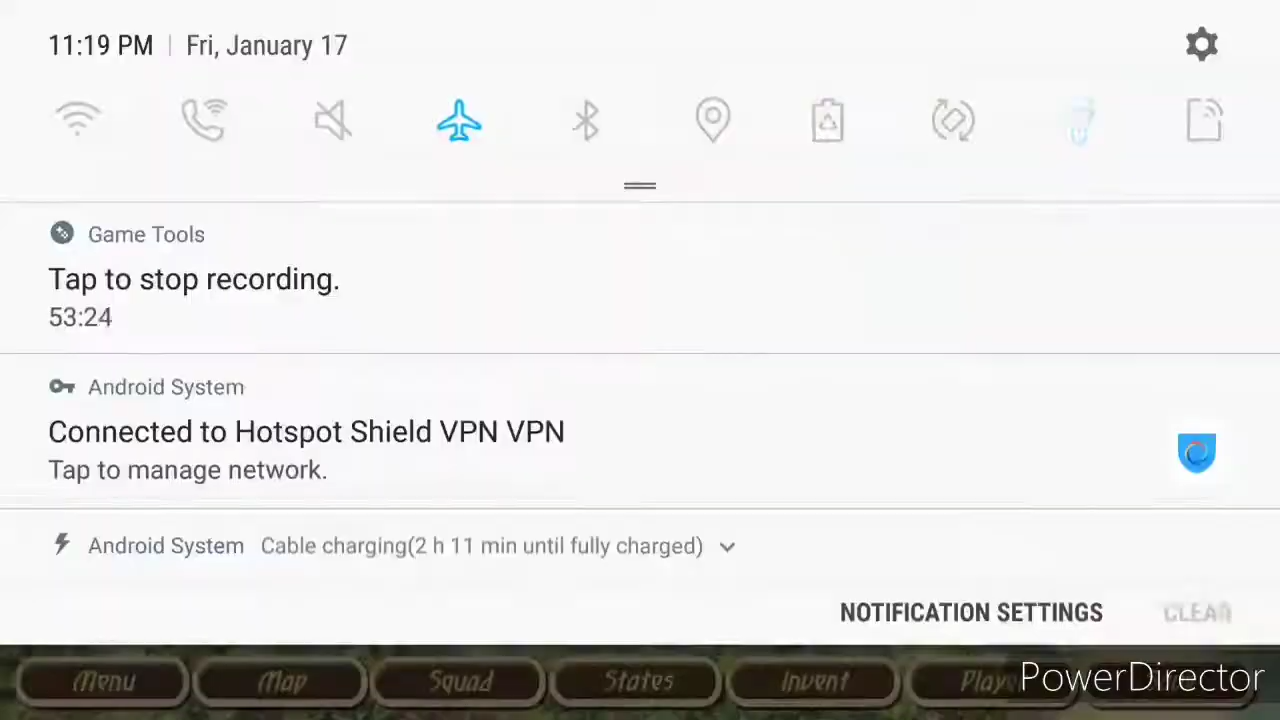 11:19 PM | Fri, January 17
Game Tools
Tap to stop recording.
53:24
Android System
Connected to Hotspot Shield VPN VPN
Tap to manage network.
Android System Cable charging(2 h 11 min until fully charged)
NOTIFICATION SETTINGS CLEAR
Menu Map Squad States Invent
PowerDirector